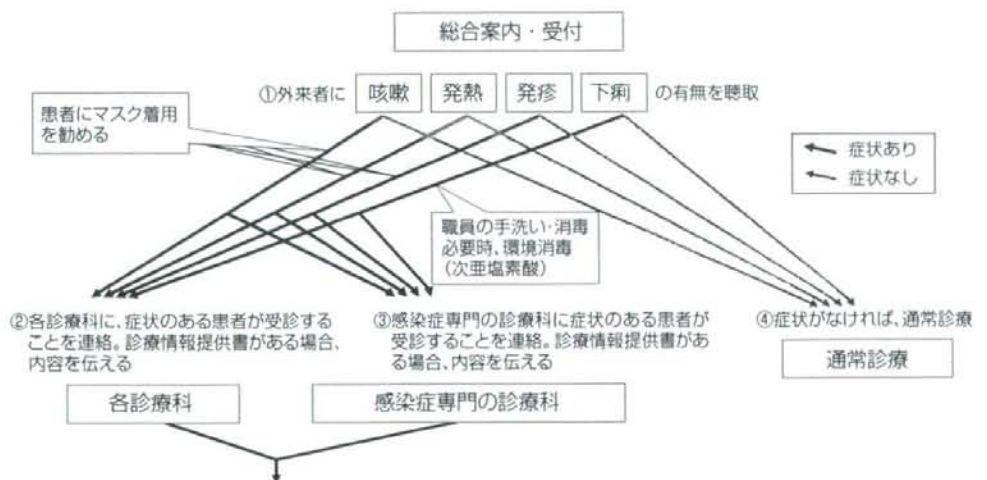 総合案内・受付
①外来者に 咳嗽 発熱 発疹 下痢 の有無を聴取
患者にマスク着用
を勧める
症状あり
症状なし
職員の手洗い・消毒
必要時、環境消毒
(次亜塩素酸)
②各診療科に、症状のある患者が受診する
ことを連絡。診療情報提供書がある場合、
内容を伝える
③感染症専門の診療科に症状のある患者が
受診することを連絡。診療情報提供書があ
る場合、内容を伝える
④症状がなければ、通常診療
通常診療
各診療科
感染症専門の診療科